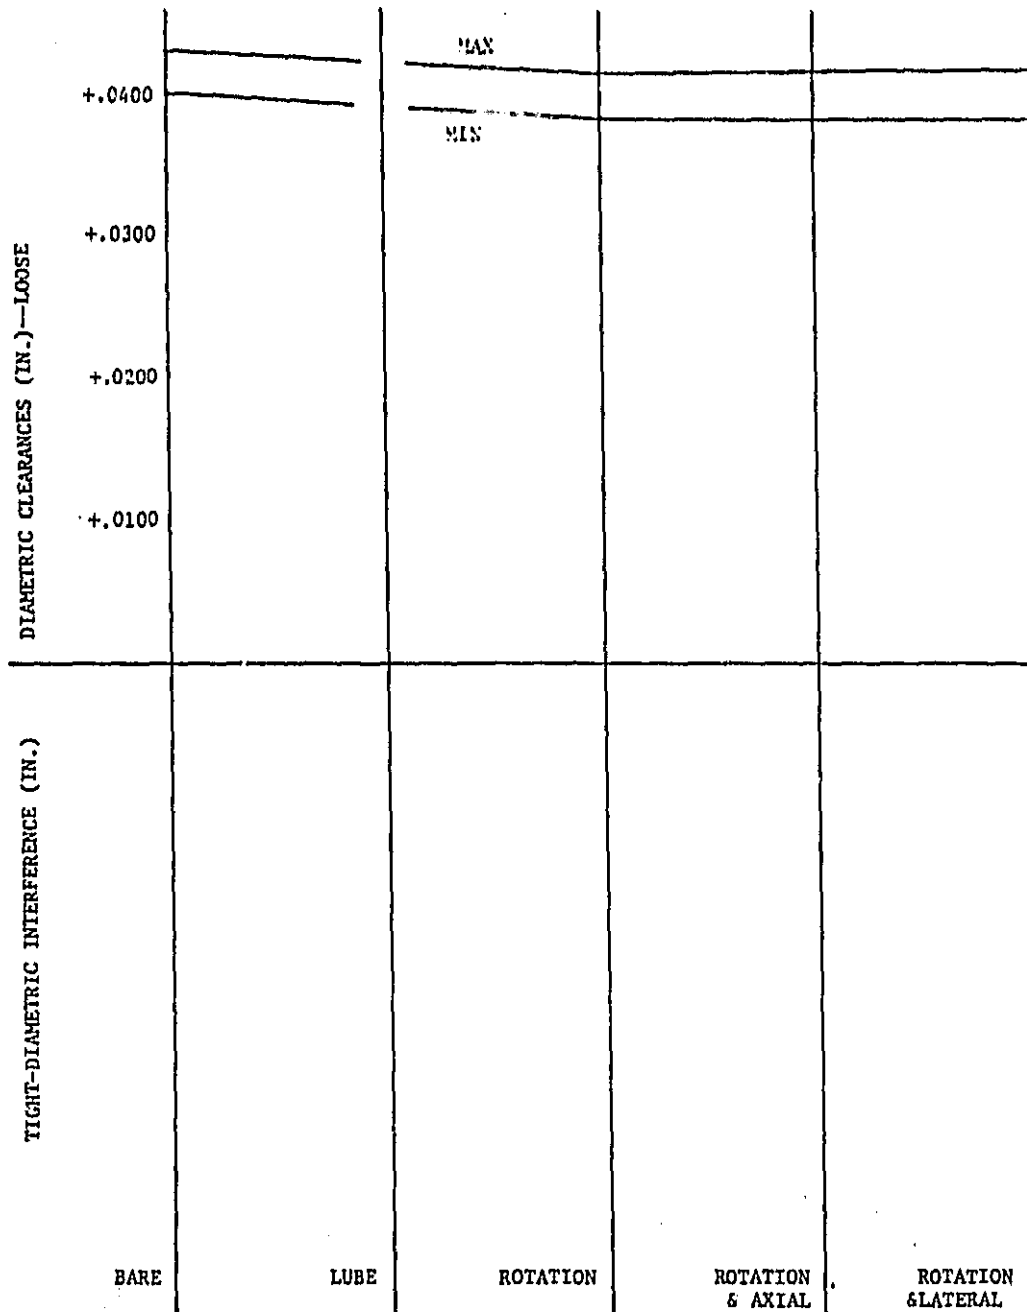 MAX
+.0400
MIN
+.0300
DIAMETRIC CLEARANCES (IN.)—LOOSE
+.0200
+.0100
TIGHT-DIAMETRIC INTERFERENCE (IN.)
BARE
LUBE
ROTATION
ROTATION
& AXIAL
ROTATION
&LATERAL